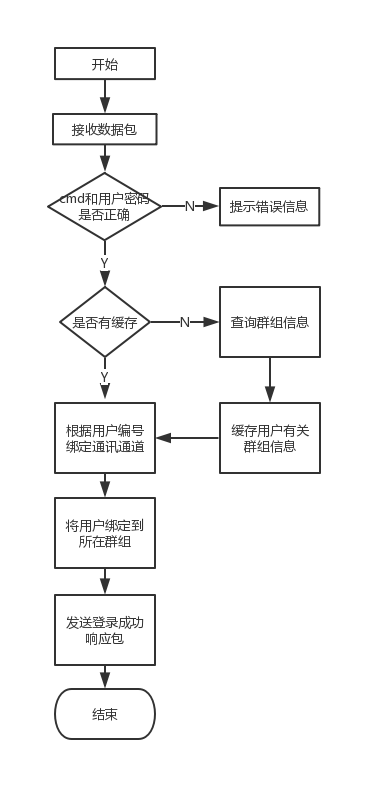 开始
接收数据包
cmd和用户密码
是否正确
N
提示错误信息
Y
是否有缓存
N
查询群组信息
Y
根据用户编号
绑定通讯通道
缓存用户有关
群组信息
将用户绑定到
所在群组
发送登录成功
响应包
结束